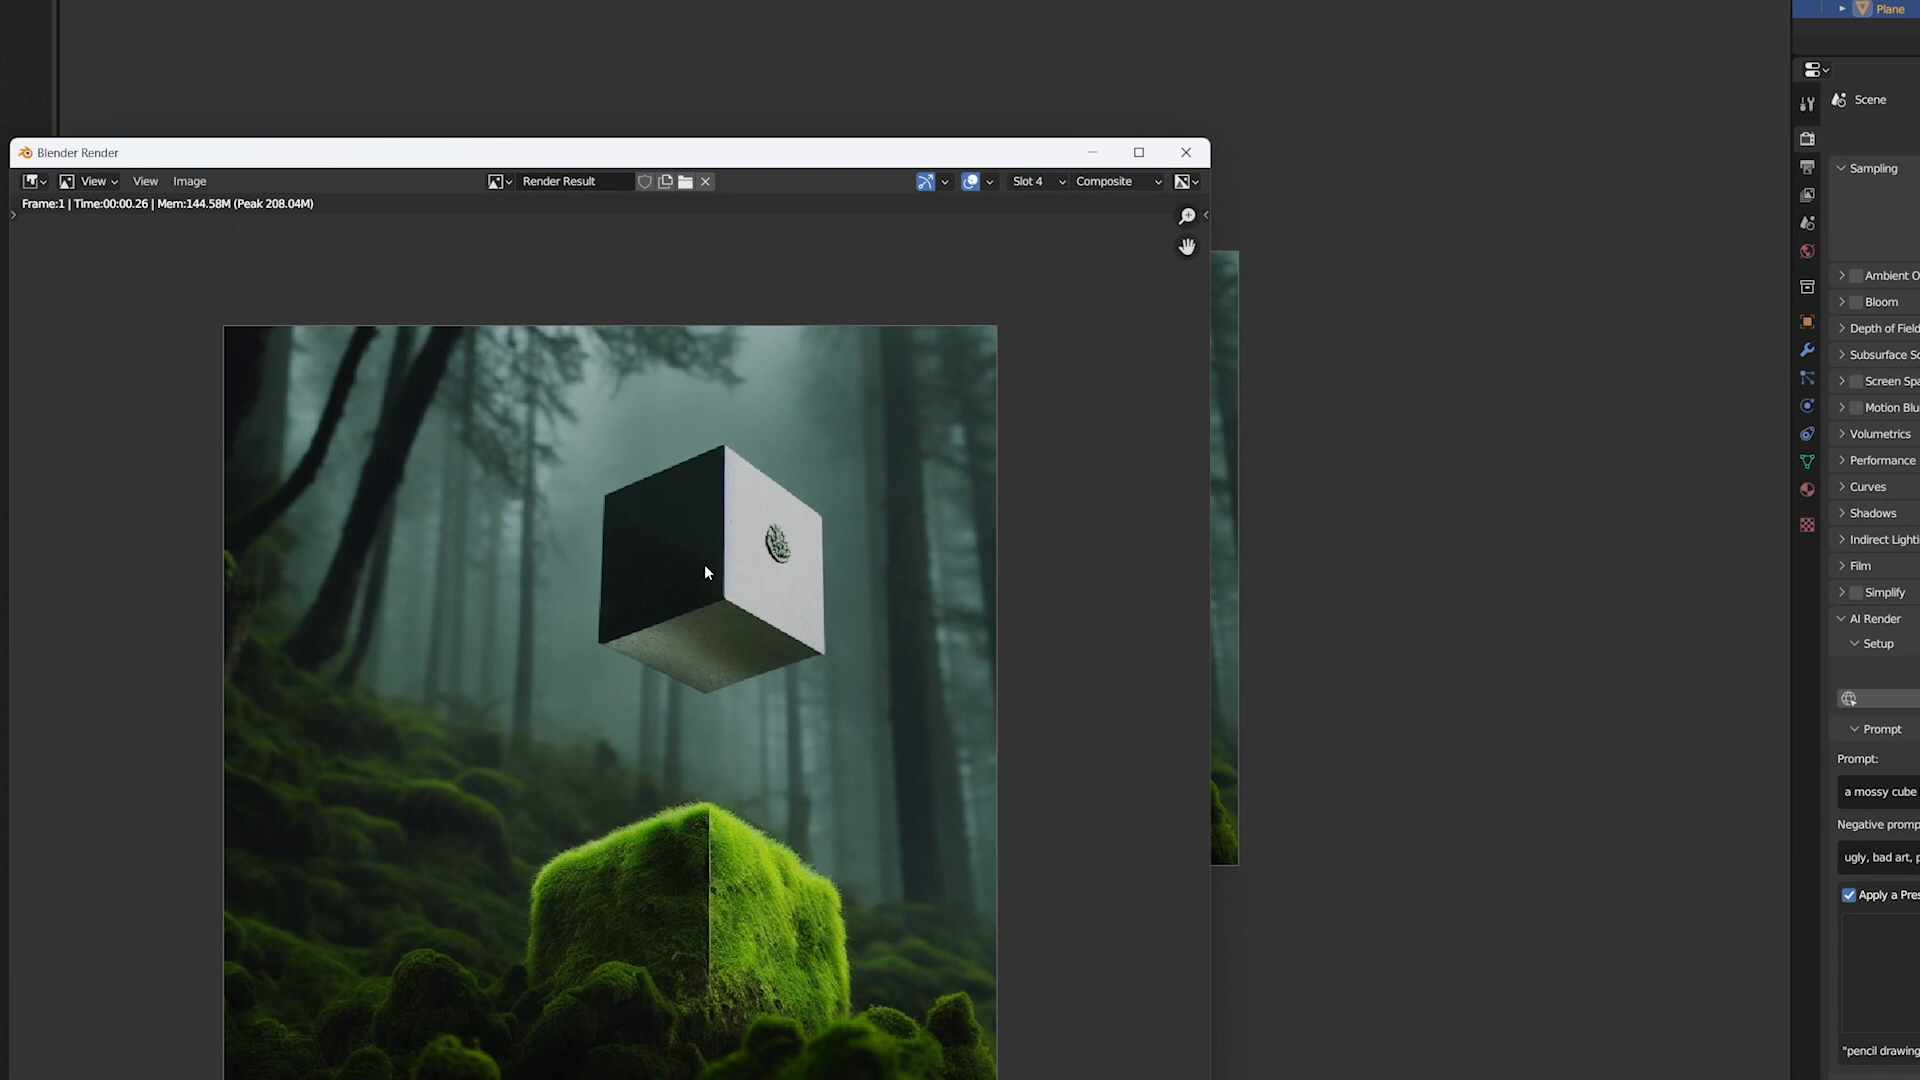 Plane
Scene
Blender Render
View
View
Image
Render Result
Slot 4
Composite
Frame:1 | Time:00:00.26 | Mem:144.58M (Peak 208.04M)
Sampling
Ambient O
Bloom
Depth of Field
Subsurface Sc
Screen Spa
Motion Blu
Volumetrics
Performance
Curves
Shadows
Indirect Lighti
Film
Simplify
AI Render
Setup
Prompt
Prompt:
a mossy cube
Negative promp
ugly, bad art, p
Apply a Pres
"pencil drawing